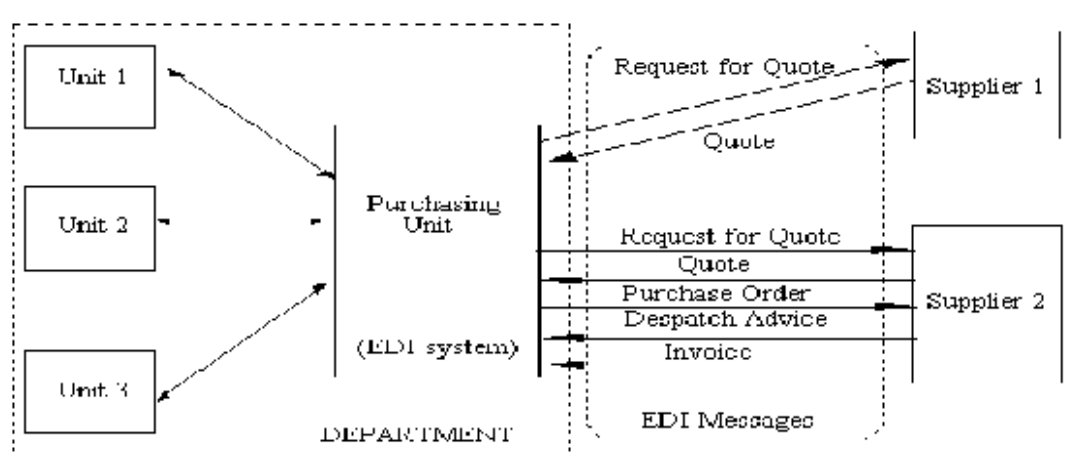 Unit 1
Unit 2
Unit 3
Purchasing
Unit
(EDI system)
DEPARTMENT
Request for Quote
Quote
Request for Quote
Quote
Purchase Order
Despatch Advice
Invoice
EDI Messages
Supplier 1
Supplier 2